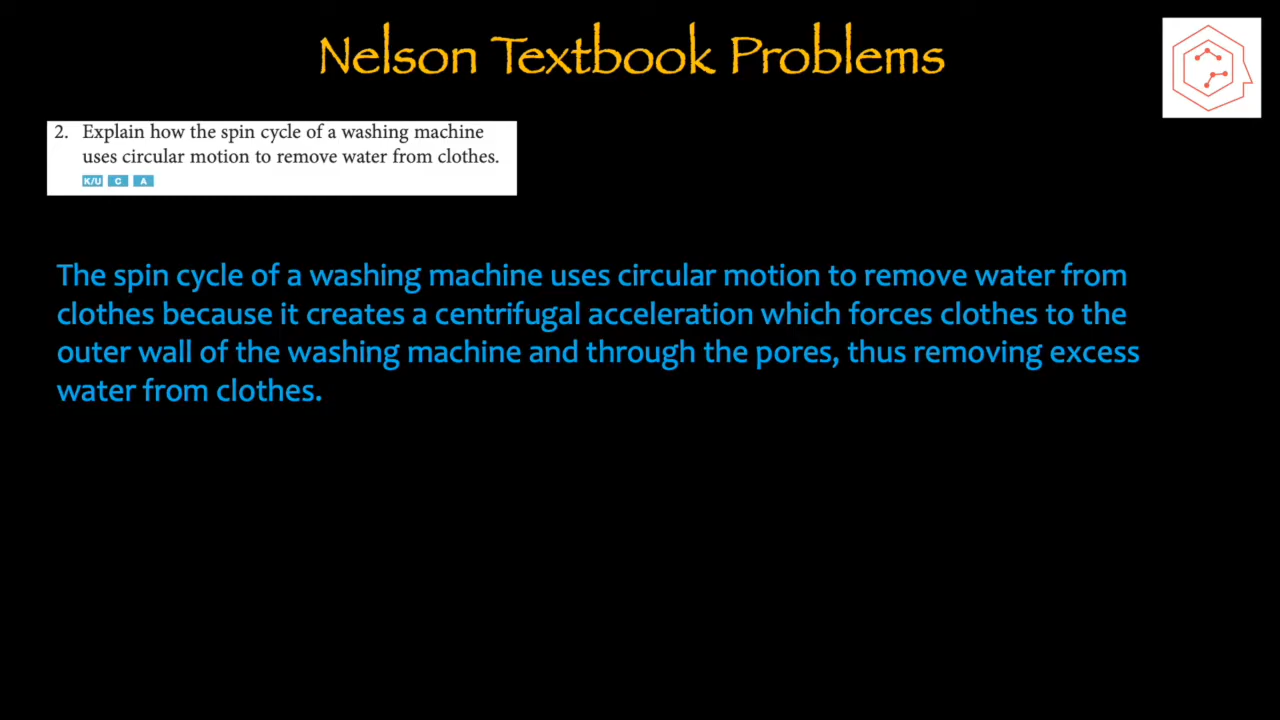 Nelson Textbook Problems
2. Explain how the spin cycle of a washing machine
uses circular motion to remove water from clothes.
K/U C A
The spin cycle of a washing machine uses circular motion to remove water from
clothes because it creates a centrifugal acceleration which forces clothes to the
outer wall of the washing machine and through the pores, thus removing excess
water from clothes.